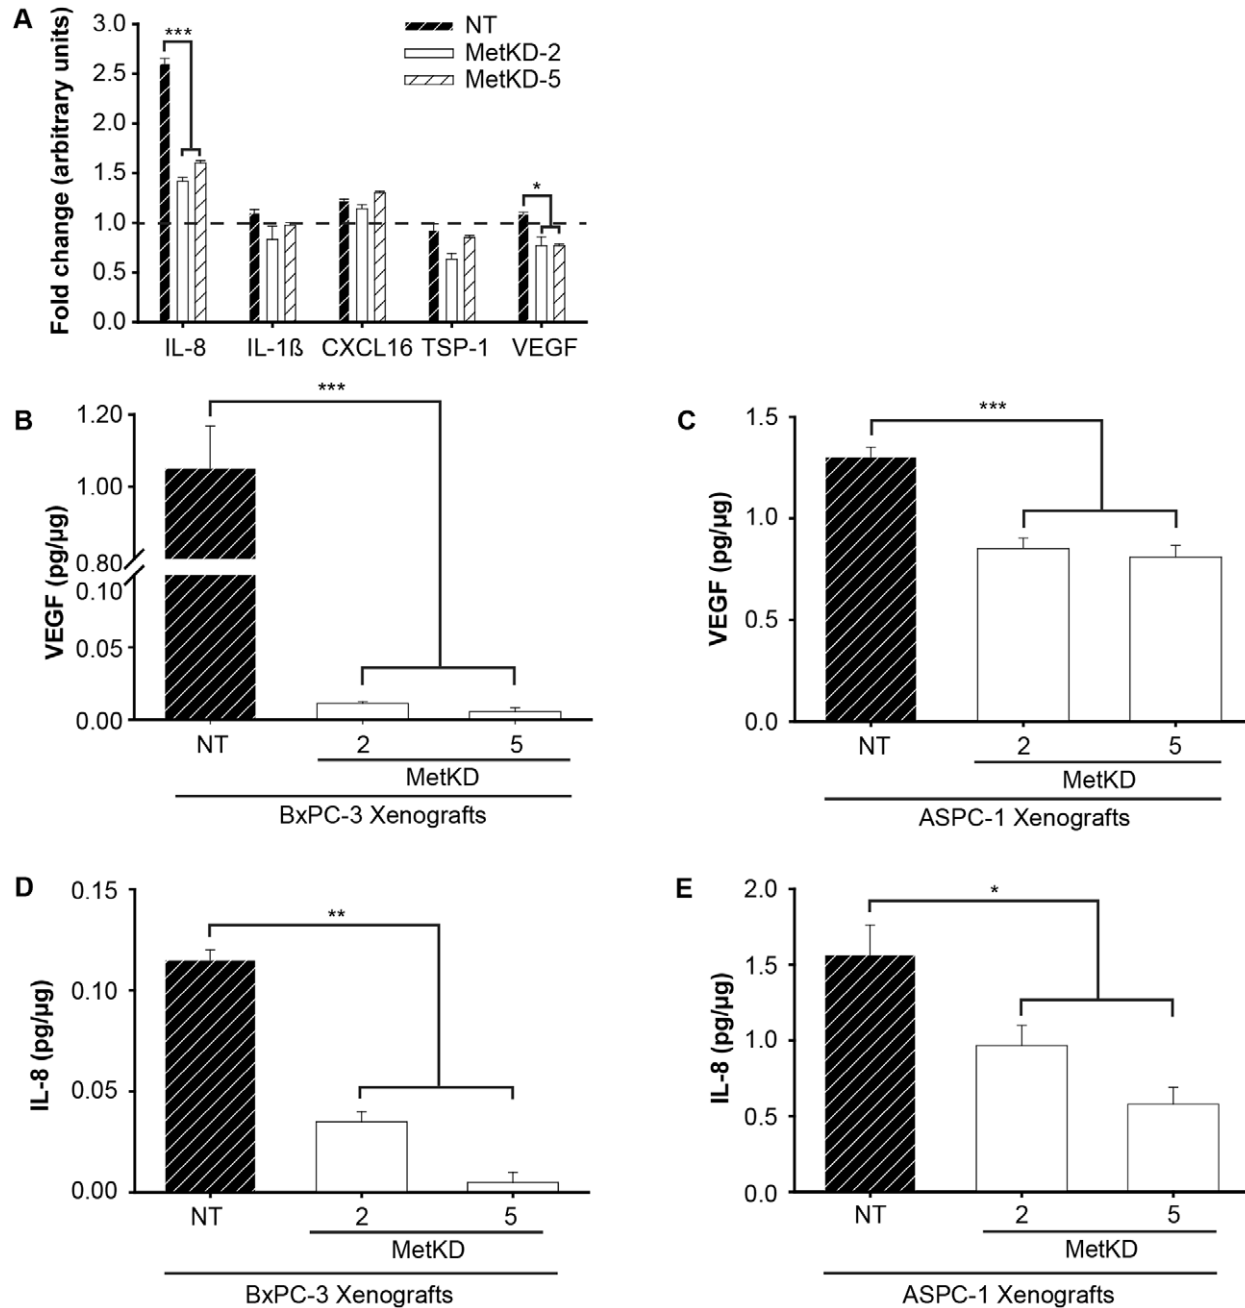 A
Fold change (arbitrary units)
3.0
2.5
2.0
1.5
1.0
0.5
0.0
***
*
NT
MetKD-2
MetKD-5
IL-8 IL-1ß CXCL16 TSP-1 VEGF
B
VEGF (pg/µg)
1.20
1.00
0.80
0.10
0.05
0.00
***
NT 2 5
MetKD
BxPC-3 Xenografts
C
VEGF (pg/µg)
1.5
1.0
0.5
0.0
***
NT 2 5
MetKD
ASPC-1 Xenografts
D
IL-8 (pg/µg)
0.15
0.10
0.05
0.00
**
NT 2 5
MetKD
BxPC-3 Xenografts
E
IL-8 (pg/µg)
2.0
1.5
1.0
0.5
0.0
*
NT 2 5
MetKD
ASPC-1 Xenografts